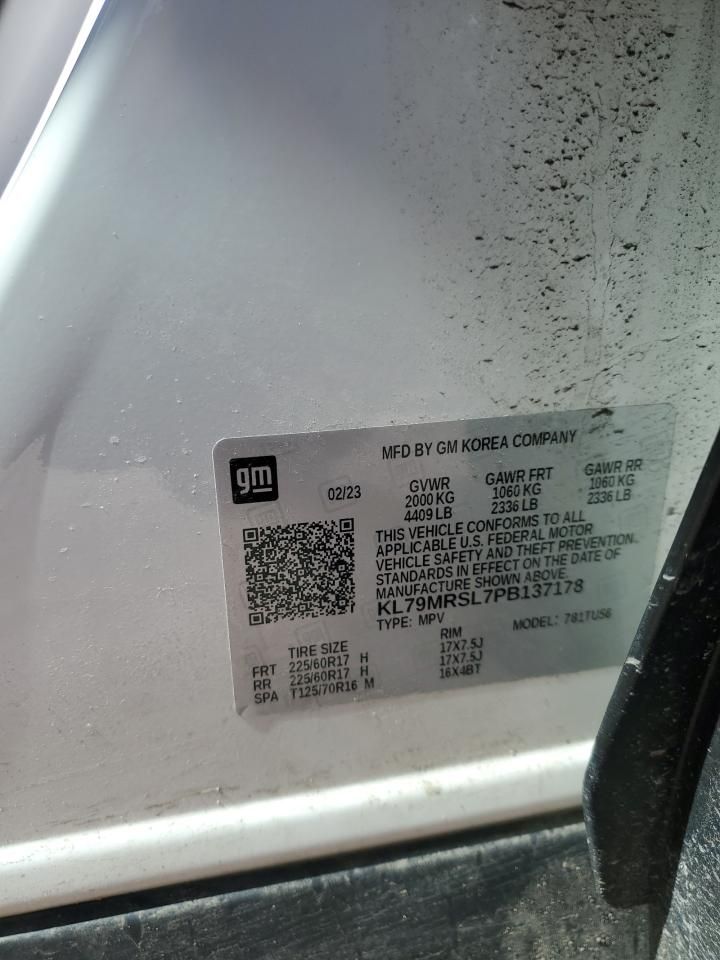 MFD BY GM KOREA COMPANY
gm
02/23
GVWR
2000 KG
4409 LB
GAWR FRT
1060 KG
2336 LB
GAWR RR
1060 KG
2336 LB
THIS VEHICLE CONFORMS TO ALL
APPLICABLE U.S. FEDERAL MOTOR
VEHICLE SAFETY AND THEFT PREVENTION
STANDARDS IN EFFECT ON THE DATE OF
MANUFACTURE SHOWN ABOVE.
KL79MRSL7PB137178
TYPE: MPV MODEL: 781TUS6
TIRE SIZE RIM
FRT 225/60R17 H 17X7.5J
RR 225/60R17 H 17X7.5J
SPA T125/70R16 M 16X4BT